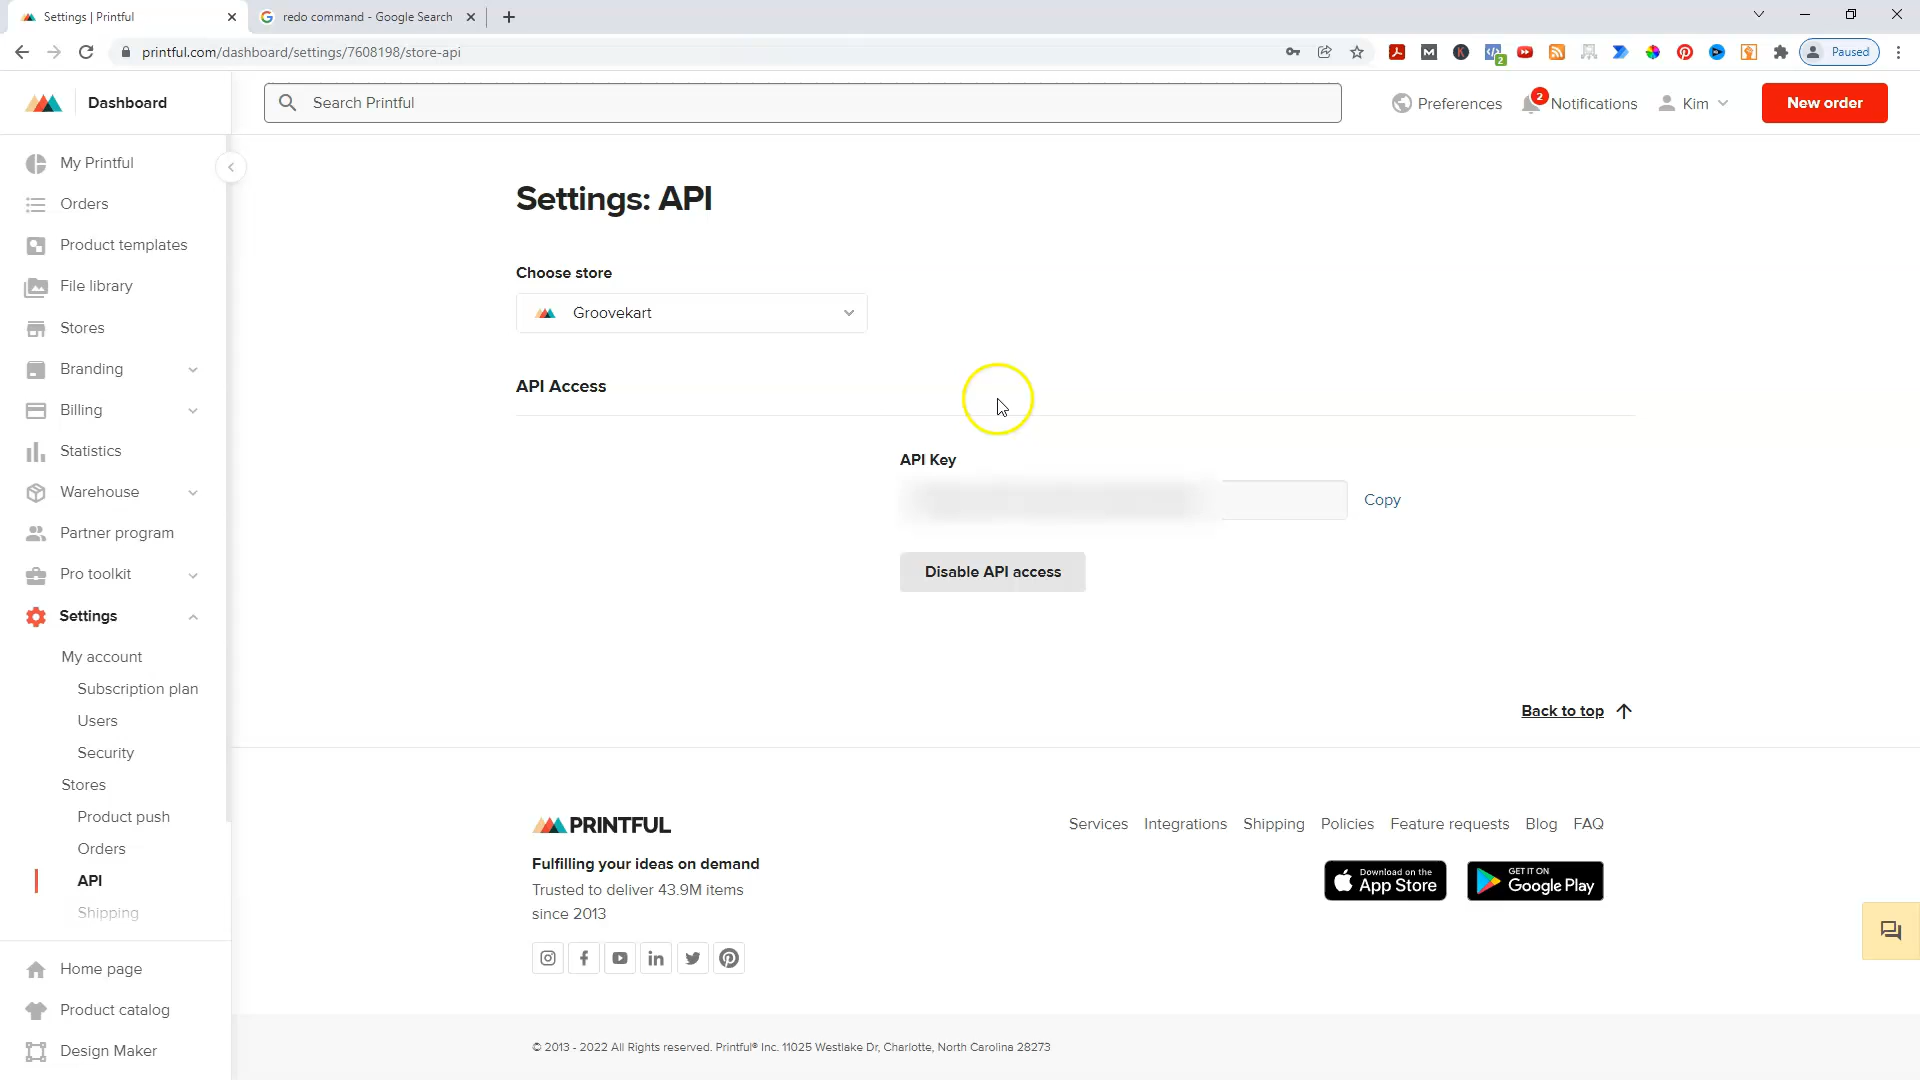 Settings | Printful
redo command - Google Search
printful.com/dashboard/settings/7608198/store-api
2
Paused
Dashboard
Search Printful
Preferences
2
Notifications
Kim
New order
My Printful
Orders
Product templates
File library
Stores
Branding
Billing
Statistics
Warehouse
Partner program
Pro toolkit
Settings
My account
Subscription plan
Users
Security
Stores
Product push
Orders
API
Shipping
Home page
Product catalog
Design Maker
Settings: API
Choose store
Groovekart
API Access
API Key
Copy
Disable API access
Back to top
PRINTFUL
Fulfilling your ideas on demand
Trusted to deliver 43.9M items
since 2013
Services Integrations Shipping Policies Feature requests Blog FAQ
Download on the
App Store
GET IT ON
Google Play
© 2013 - 2022 All Rights reserved. Printful® Inc. 11025 Westlake Dr, Charlotte, North Carolina 28273